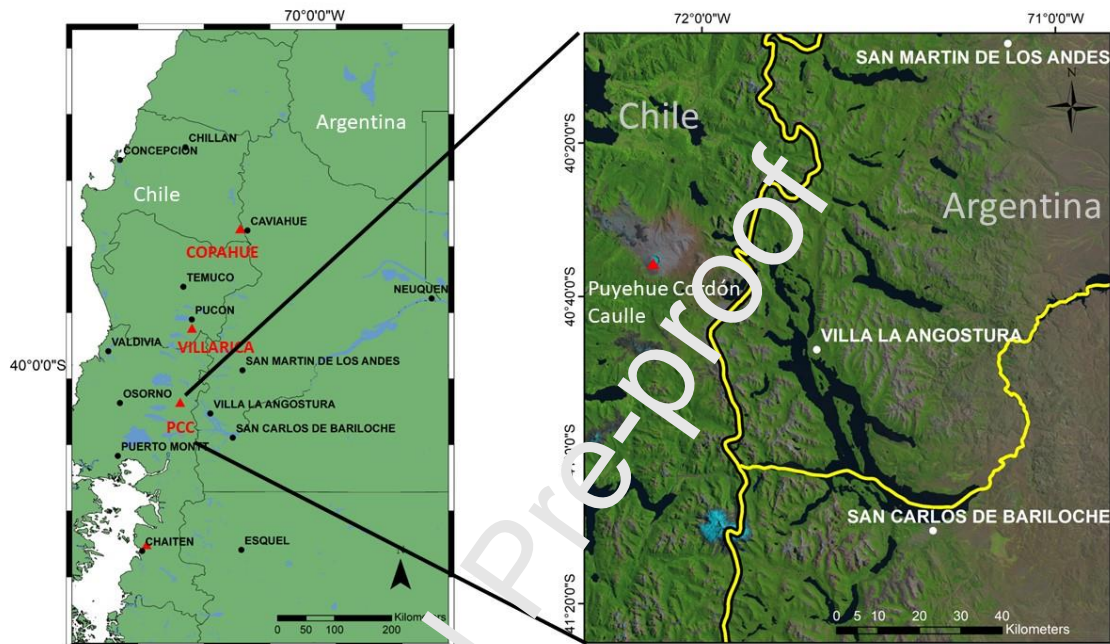 70°0'0"W
CHILLAN
CONCEPCIÓN
Argentina
Chile
CAVIAHUE
COPAHUE
TEMUCO
NEUQUEN
PUCON
VILLARICA
VALDIVIA
40°0'0"S
SAN MARTIN DE LOS ANDES
OSORNO
VILLA LA ANGOSTURA
PCC
SAN CARLOS DE BARILOCHE
PUERTO MONTT
CHAITEN
ESQUEL
Kilometers
0 100 200
72°0'0"W
71°0'0"W
SAN MARTIN DE LOS ANDES
N
Chile
40°20'0"S
Argentina
Puyehue Cordón
Caulle
40°40'0"S
VILLA LA ANGOSTURA
SAN CARLOS DE BARILOCHE
41°20'0"S
0 5 10 20 30 40
Kilometers
Pre-proof